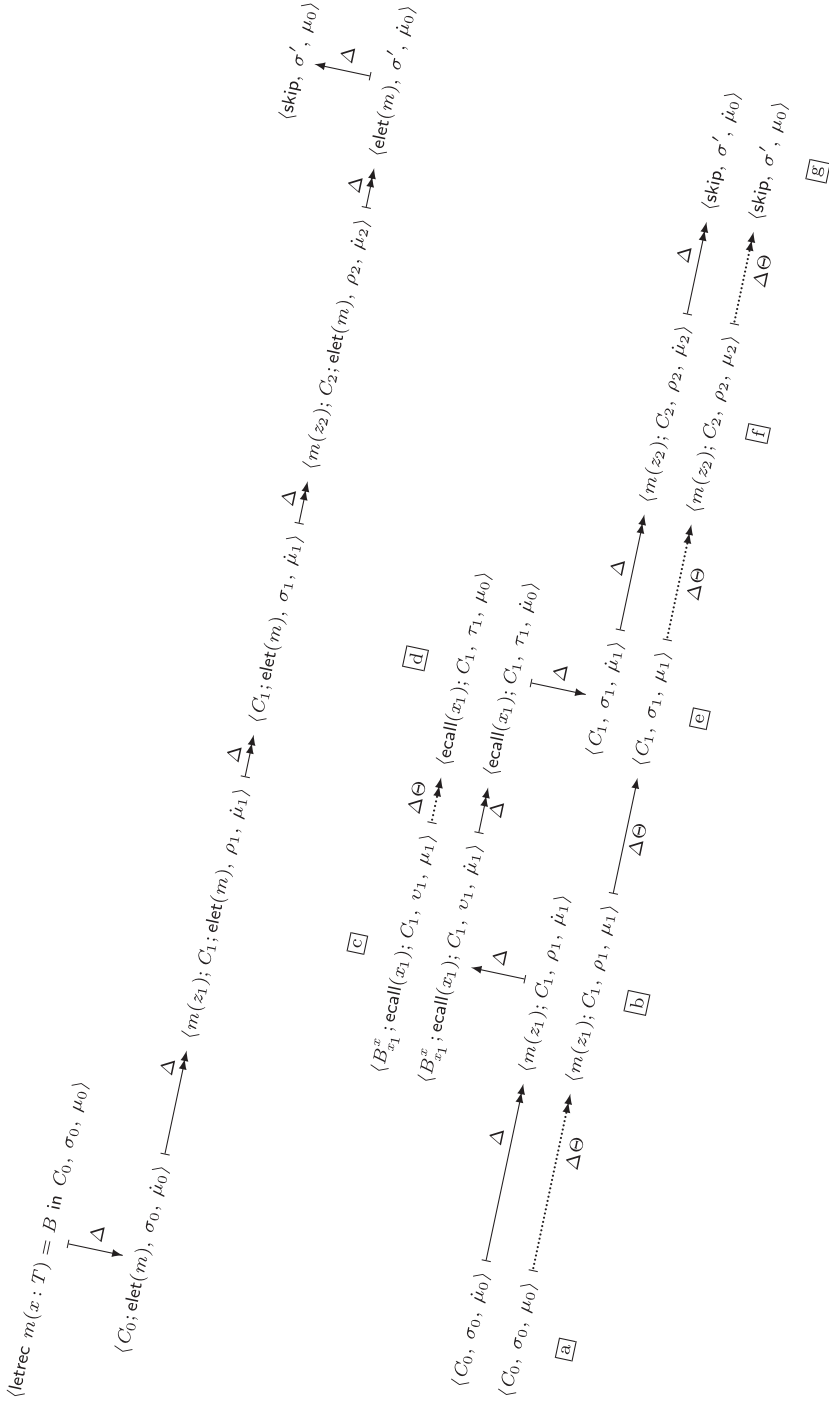 ⟨letrec m(x : T) = B in C₀, σ₀, μ₀⟩
Δ
⟨C₀; elet(m), σ₀, μ̇₀⟩
Δ
⟨m(z₁); C₁; elet(m), ρ₁, μ̇₁⟩
Δ
⟨C₁; elet(m), σ₁, μ̇₁⟩
Δ
⟨m(z₂); C₂; elet(m), ρ₂, μ̇₂⟩
Δ
⟨elet(m), σ′, μ̇₀⟩
Δ
⟨skip, σ′, μ₀⟩
c
d
⟨Bˣₓ₁; ecall(x₁); C₁, υ₁, μ₁⟩
ΔΘ
⟨ecall(x₁); C₁, τ₁, μ₀⟩
⟨Bˣₓ₁; ecall(x₁); C₁, υ₁, μ̇₁⟩
Δ
⟨ecall(x₁); C₁, τ₁, μ̇₀⟩
Δ
Δ
⟨C₀, σ₀, μ̇₀⟩
Δ
⟨m(z₁); C₁, ρ₁, μ̇₁⟩
⟨C₁, σ₁, μ̇₁⟩
Δ
⟨m(z₂); C₂, ρ₂, μ̇₂⟩
Δ
⟨skip, σ′, μ̇₀⟩
⟨C₀, σ₀, μ₀⟩
ΔΘ
⟨m(z₁); C₁, ρ₁, μ₁⟩
ΔΘ
⟨C₁, σ₁, μ₁⟩
ΔΘ
⟨m(z₂); C₂, ρ₂, μ₂⟩
ΔΘ
⟨skip, σ′, μ₀⟩
a
b
e
f
g